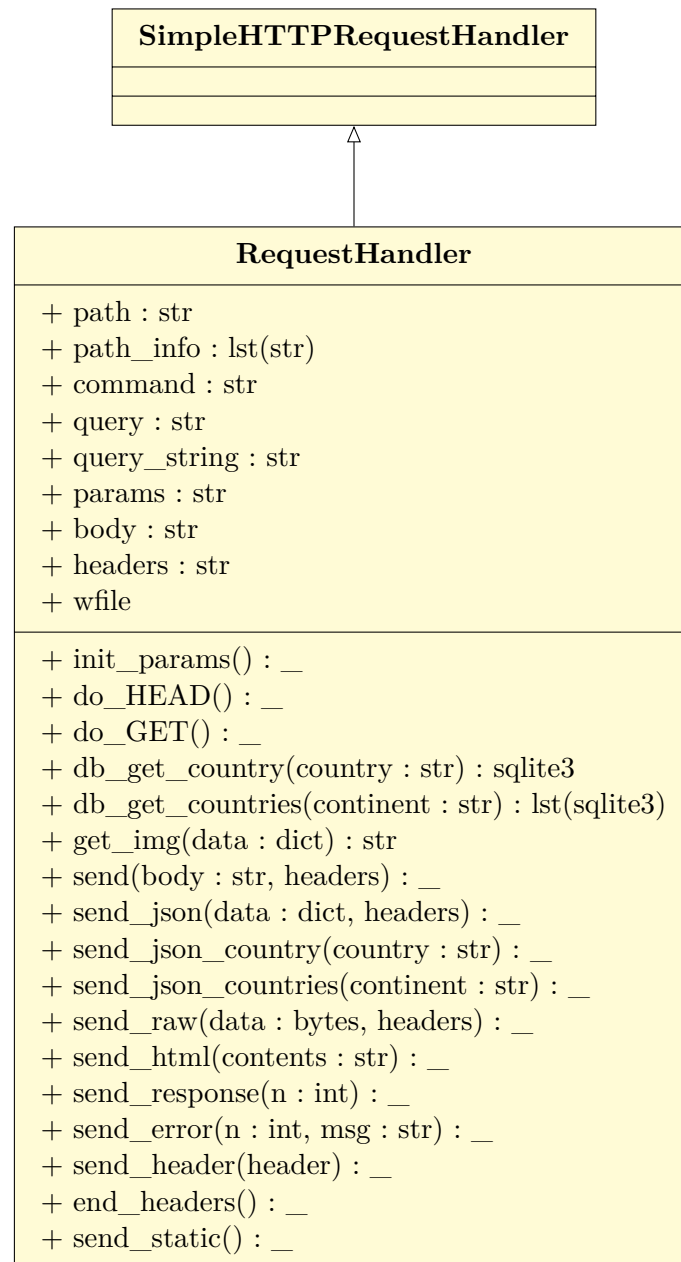 SimpleHTTPRequestHandler
RequestHandler
+ path : str
+ path_info : lst(str)
+ command : str
+ query : str
+ query_string : str
+ params : str
+ body : str
+ headers : str
+ wfile
+ init_params() : _
+ do_HEAD() : _
+ do_GET() : _
+ db_get_country(country : str) : sqlite3
+ db_get_countries(continent : str) : lst(sqlite3)
+ get_img(data : dict) : str
+ send(body : str, headers) : _
+ send_json(data : dict, headers) : _
+ send_json_country(country : str) : _
+ send_json_countries(continent : str) : _
+ send_raw(data : bytes, headers) : _
+ send_html(contents : str) : _
+ send_response(n : int) : _
+ send_error(n : int, msg : str) : _
+ send_header(header) : _
+ end_headers() : _
+ send_static() : _